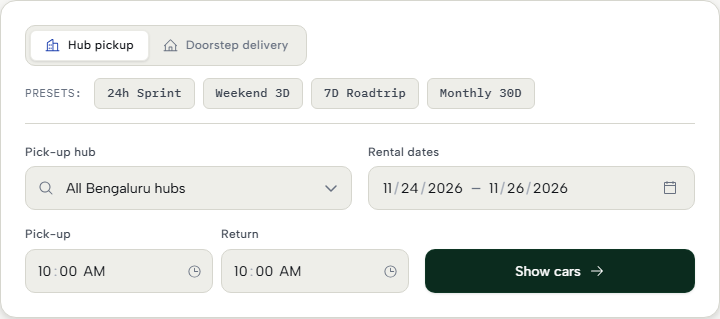 Hub pickup Doorstep delivery
PRESETS: 24h Sprint Weekend 3D 7D Roadtrip Monthly 30D
Pick-up hub Rental dates
All Bengaluru hubs 11/24/2026 – 11/26/2026
Pick-up Return
10:00 AM 10:00 AM Show cars →